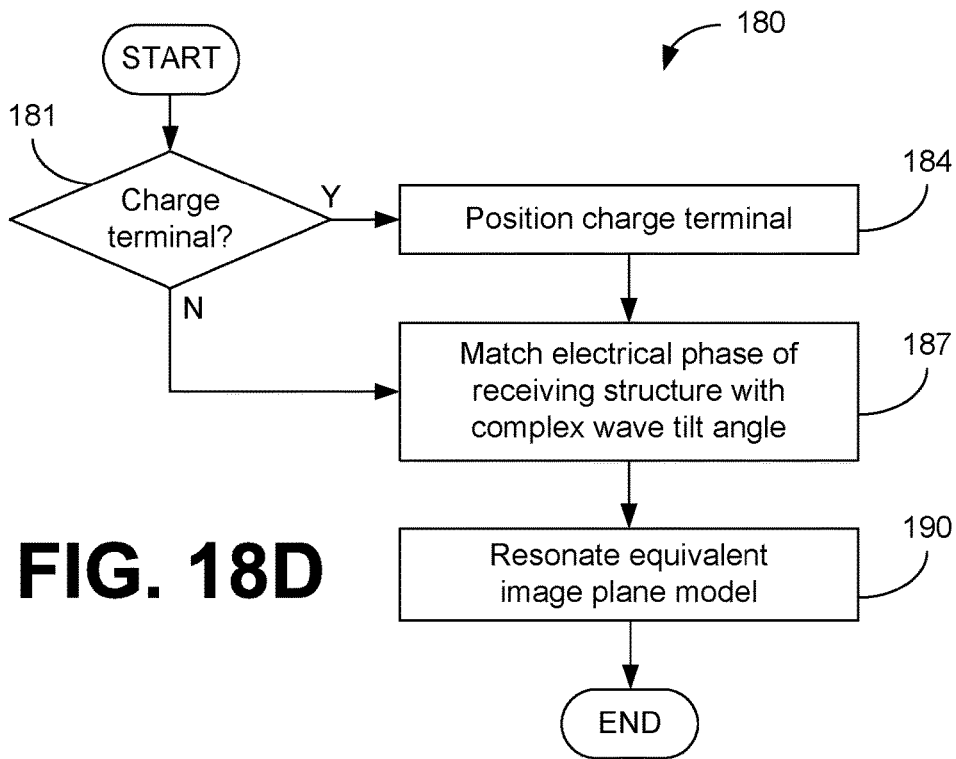 180
START
181
Charge
terminal?
Y
N
184
Position charge terminal
187
Match electrical phase of
receiving structure with
complex wave tilt angle
190
Resonate equivalent
image plane model
FIG. 18D
END